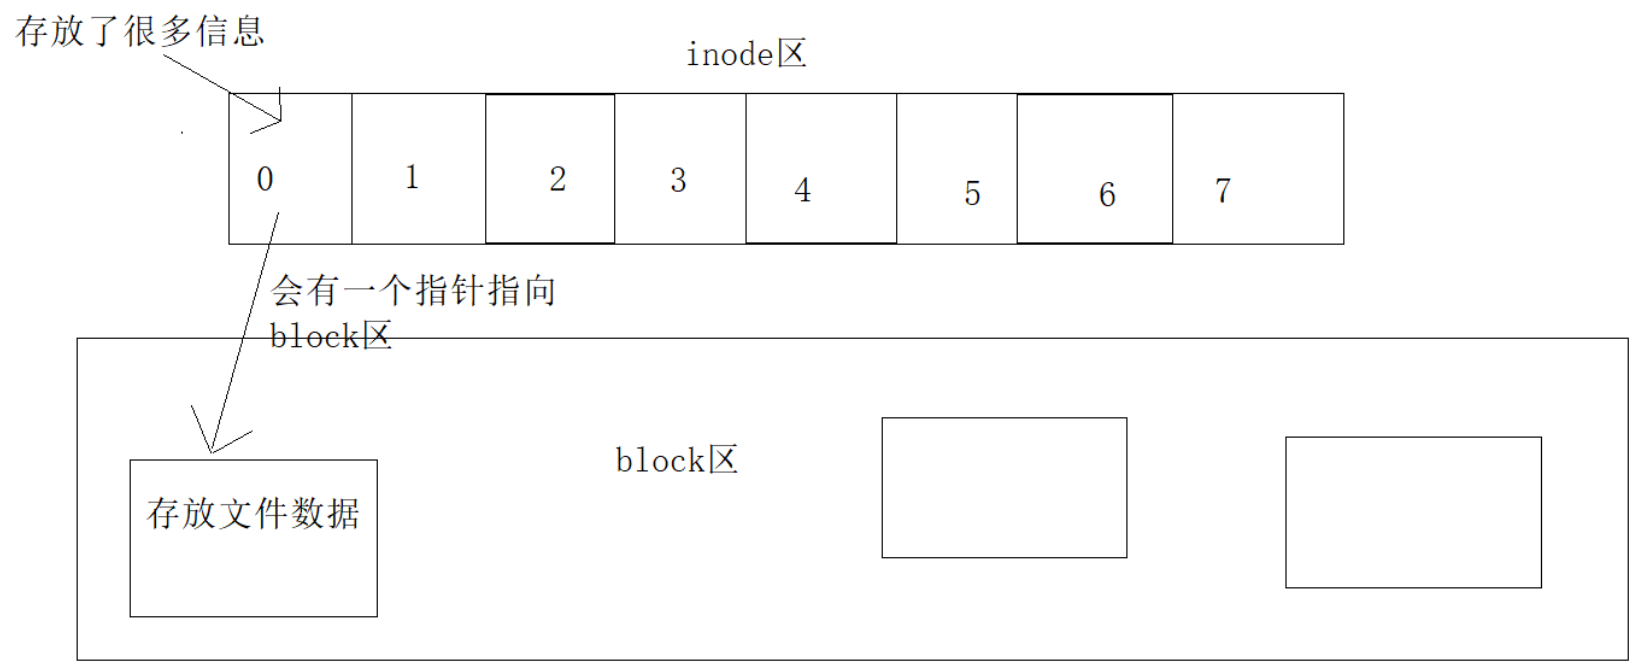 存放了很多信息
inode区
0 1 2 3 4 5 6 7
会有一个指针指向
block区
block区
存放文件数据